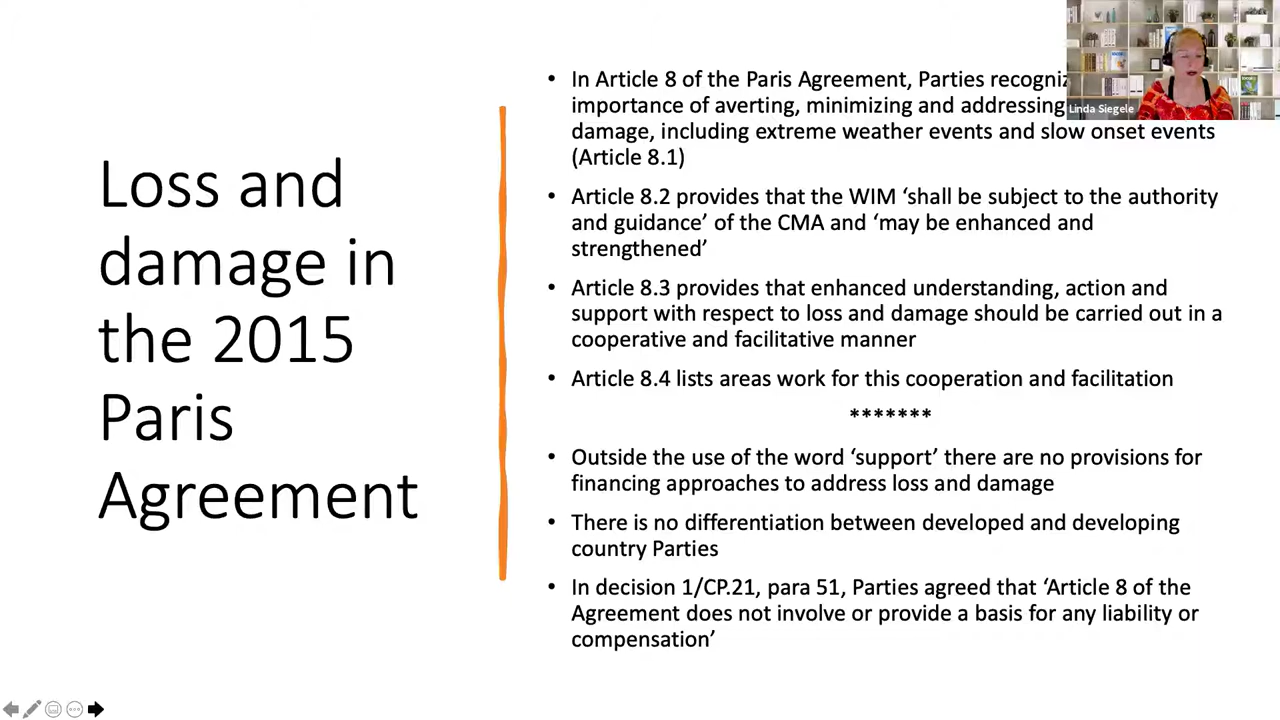 Loss and
damage in
the 2015
Paris
Agreement
• In Article 8 of the Paris Agreement, Parties
importance of averting, minimizing and addressing
damage, including extreme weather events and slow onset events
(Article 8.1)
• Article 8.2 provides that the WIM ‘shall be subject to the authority
and guidance’ of the CMA and ‘may be enhanced and
strengthened’
• Article 8.3 provides that enhanced understanding, action and
support with respect to loss and damage should be carried out in a
cooperative and facilitative manner
• Article 8.4 lists areas work for this cooperation and facilitation
*******
• Outside the use of the word ‘support’ there are no provisions for
financing approaches to address loss and damage
• There is no differentiation between developed and developing
country Parties
• In decision 1/CP.21, para 51, Parties agreed that ‘Article 8 of the
Agreement does not involve or provide a basis for any liability or
compensation’
Linda Siegele